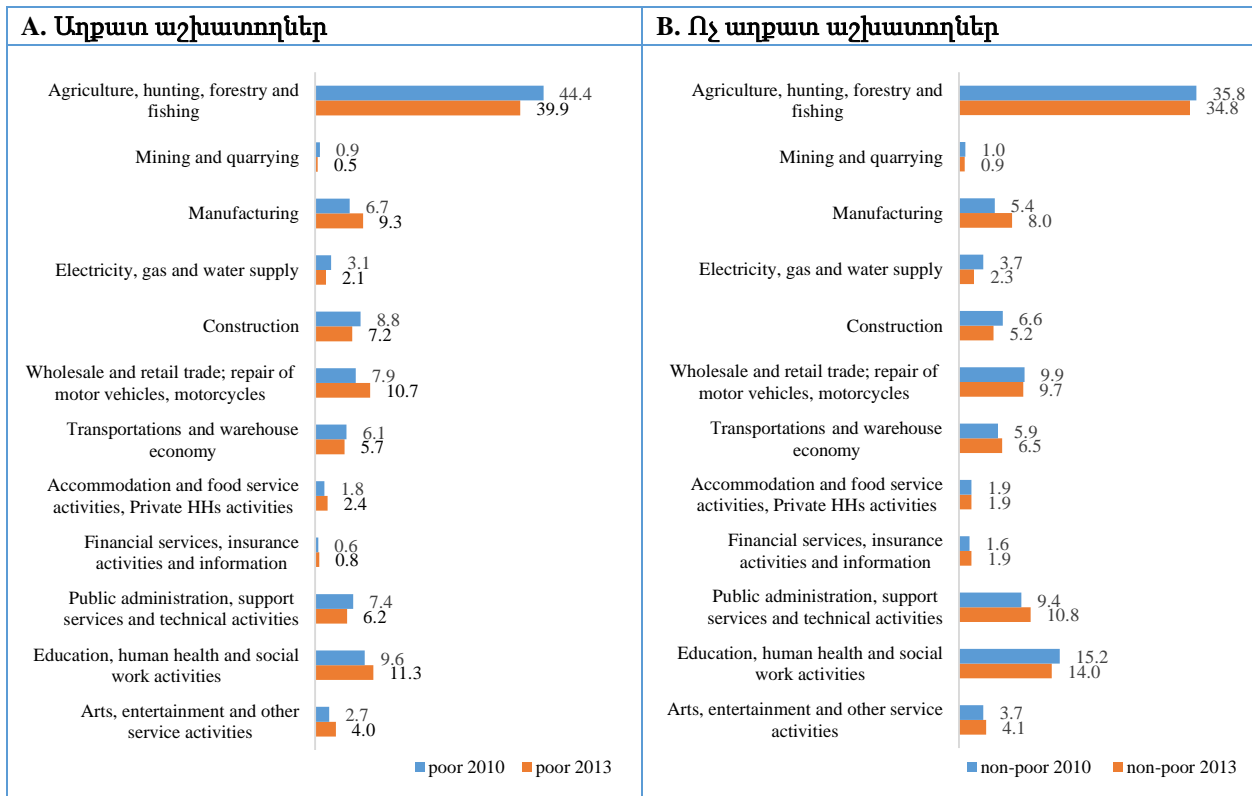 A. Աղքատ աշխատողներ
Agriculture, hunting, forestry and
fishing
44.4
39.9
Mining and quarrying
0.9
0.5
Manufacturing
6.7
9.3
Electricity, gas and water supply
3.1
2.1
Construction
8.8
7.2
Wholesale and retail trade; repair of
motor vehicles, motorcycles
7.9
10.7
Transportations and warehouse
economy
6.1
5.7
Accommodation and food service
activities, Private HHs activities
1.8
2.4
Financial services, insurance
activities and information
0.6
0.8
Public administration, support
services and technical activities
7.4
6.2
Education, human health and social
work activities
9.6
11.3
Arts, entertainment and other
service activities
2.7
4.0
poor 2010 poor 2013
B. Ոչ աղքատ աշխատողներ
Agriculture, hunting, forestry and
fishing
35.8
34.8
Mining and quarrying
1.0
0.9
Manufacturing
5.4
8.0
Electricity, gas and water supply
3.7
2.3
Construction
6.6
5.2
Wholesale and retail trade; repair of
motor vehicles, motorcycles
9.9
9.7
Transportations and warehouse
economy
5.9
6.5
Accommodation and food service
activities, Private HHs activities
1.9
1.9
Financial services, insurance
activities and information
1.6
1.9
Public administration, support
services and technical activities
9.4
10.8
Education, human health and social
work activities
15.2
14.0
Arts, entertainment and other service
activities
3.7
4.1
non-poor 2010 non-poor 2013